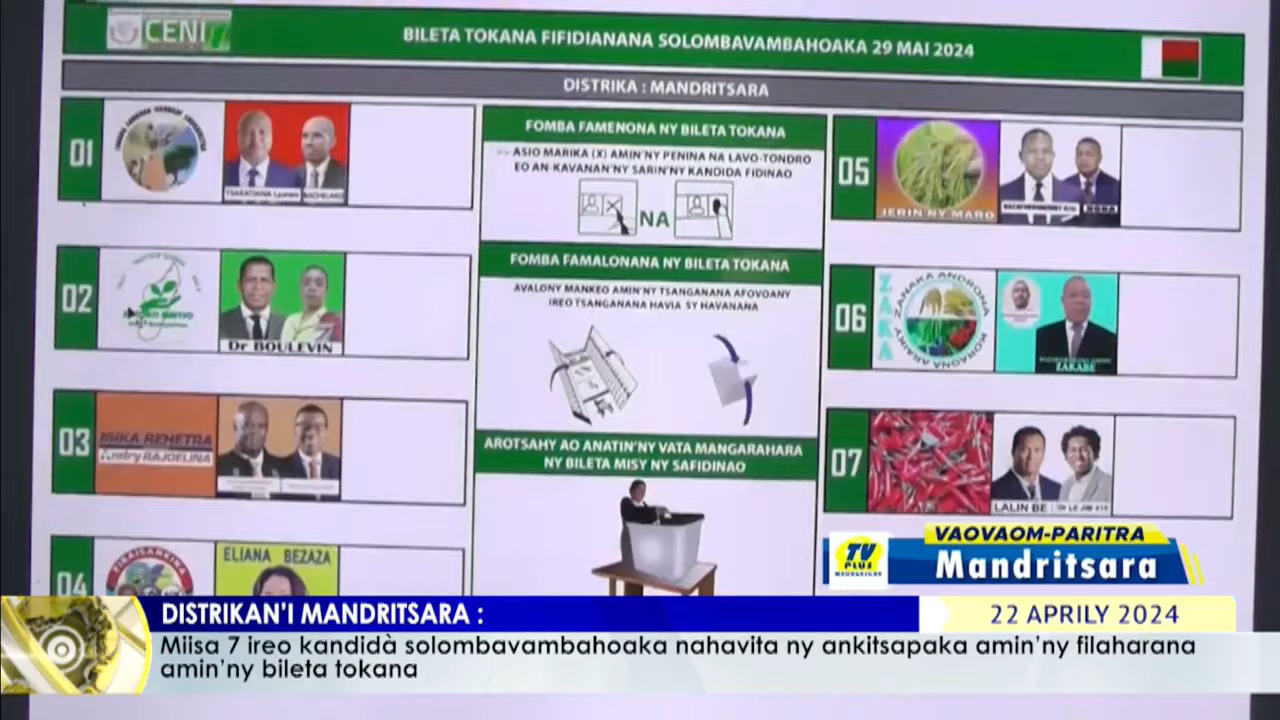 CENI
BILETA TOKANA FIFIDIANANA SOLOMBAVAMBAHOAKA 29 MAI 2024
DISTRIKA : MANDRITSARA
01
TSARATIANA
BACHELARD
02
Dr BOULEVIN
03
ISIKA REHETRA
Andry RAJOELINA
04
ELIANA BEZAZA
FOMBA FAMENONA NY BILETA TOKANA
>> ASIO MARIKA (X) AMIN'NY PENINA NA LAVO-TONDRO
EO AN-KAVANAN'NY SARIN'NY KANDIDA FIDINAO
NA
FOMBA FAMALONANA NY BILETA TOKANA
AVALONY MANKEO AMIN'NY TSANGANANA AFOVOANY
IREO TSANGANANA HAVIA SY HAVANANA
AROTSAHY AO ANATIN'NY VATA MANGARAHARA
NY BILETA MISY NY SAFIDINAO
05
JERIN NY MARO
06
ZAKA
ZANAKA ANDRONA
ZAKABE
07
LALIN BE
VAOVAOM-PARITRA
TV PLUS
MADAGASCAR
Mandritsara
DISTRIKAN'I MANDRITSARA :
22 APRILY 2024
Miisa 7 ireo kandidà solombavambahoaka nahavita ny ankitsapaka amin'ny filaharana
amin'ny bileta tokana